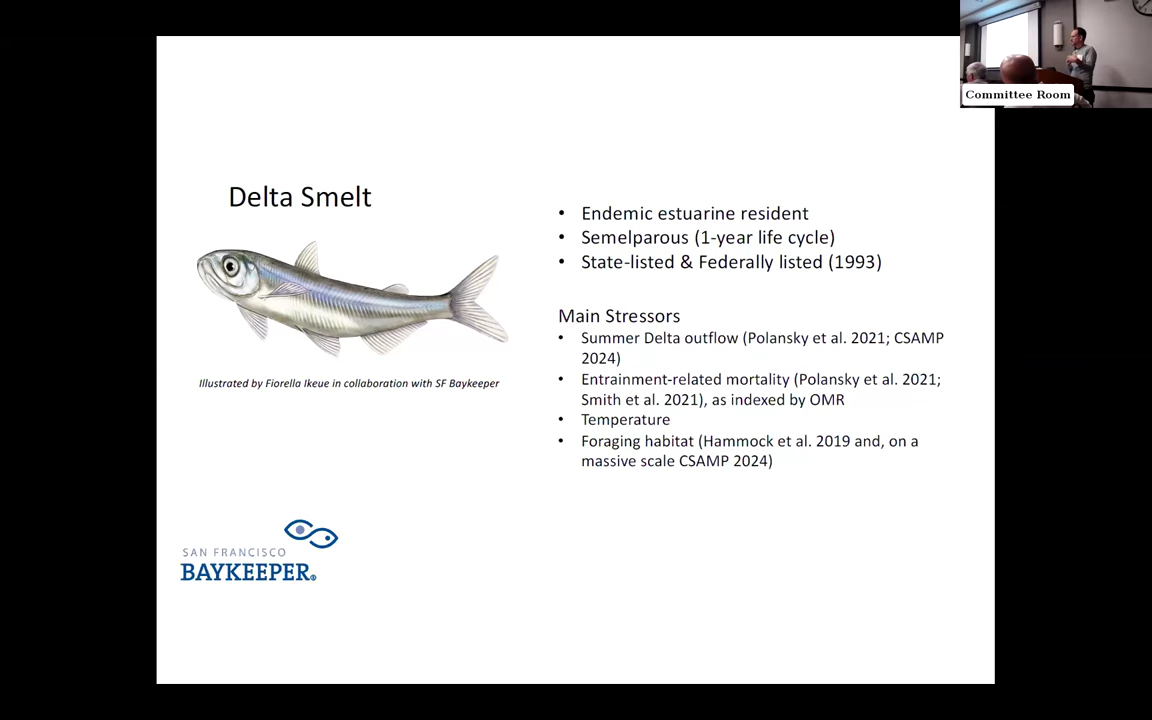 Committee Room
Delta Smelt
Illustrated by Fiorella Ikeue in collaboration with SF Baykeeper
• Endemic estuarine resident
• Semelparous (1-year life cycle)
• State-listed & Federally listed (1993)
Main Stressors
• Summer Delta outflow (Polansky et al. 2021; CSAMP
2024)
• Entrainment-related mortality (Polansky et al. 2021;
Smith et al. 2021), as indexed by OMR
• Temperature
• Foraging habitat (Hammock et al. 2019 and, on a
massive scale CSAMP 2024)
SAN FRANCISCO
BAYKEEPER®